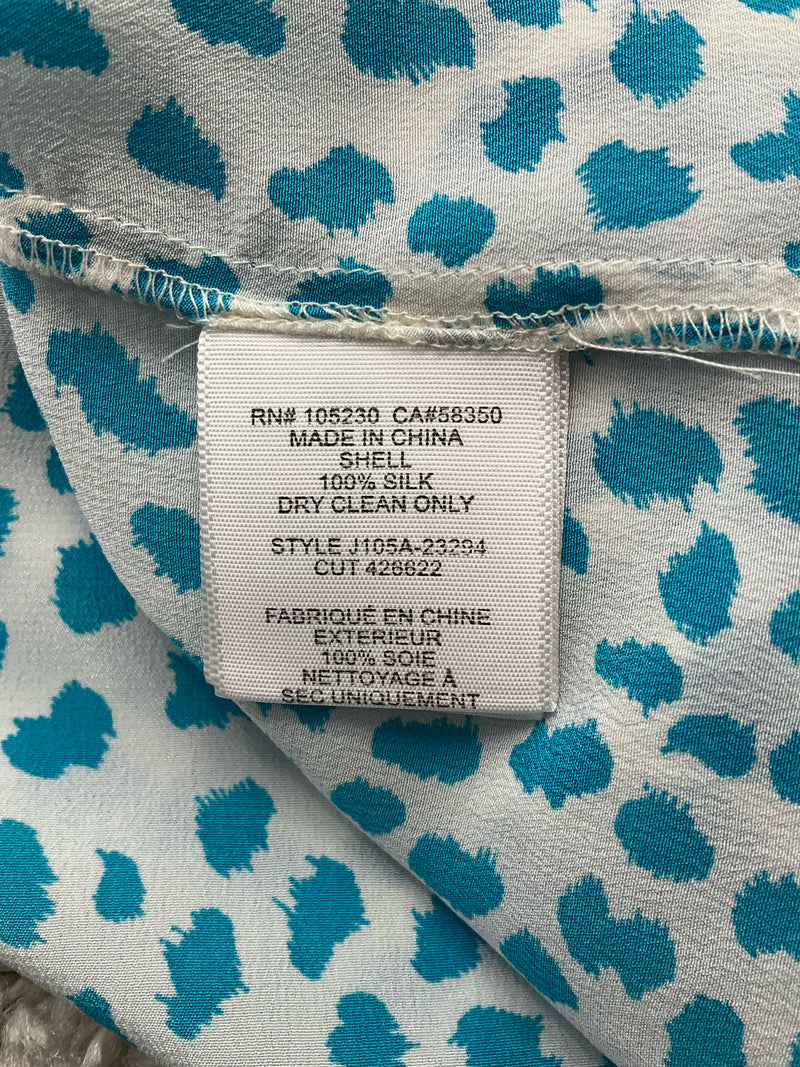 RN# 105230 CA#58350
MADE IN CHINA
SHELL
100% SILK
DRY CLEAN ONLY
STYLE J105A-23294
CUT 426622
FABRIQUÉ EN CHINE
EXTERIEUR
100% SOIE
NETTOYAGE À
SEC UNIQUEMENT